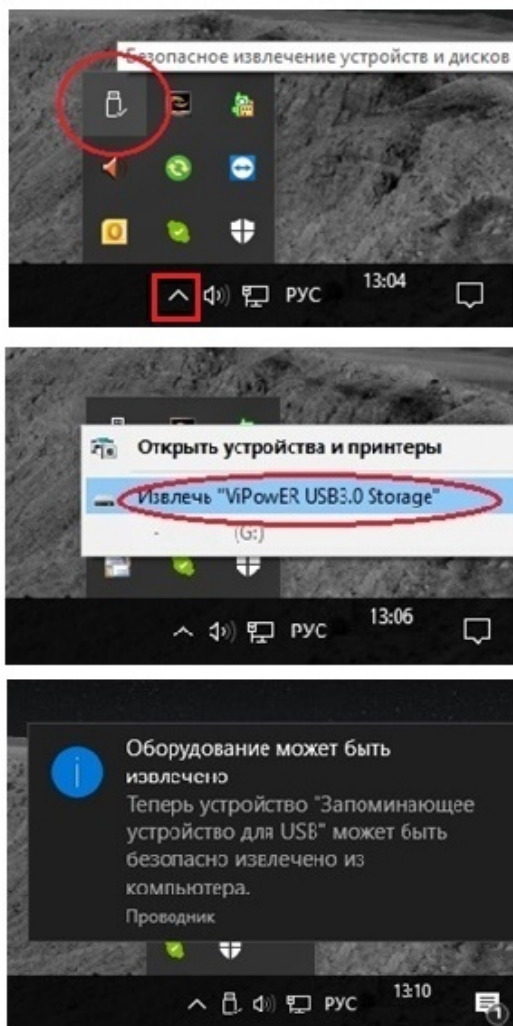 Безопасное извлечение устройств и дисков
РУС
13:04
Открыть устройства и принтеры
Извлечь "ViPowER USB3.0 Storage"
- (G:)
РУС
13:06
Оборудование может быть
извлечено
Теперь устройство "Запоминающее
устройство для USB" может быть
безопасно извлечено из
компьютера.
Проводник
РУС
13:10
1